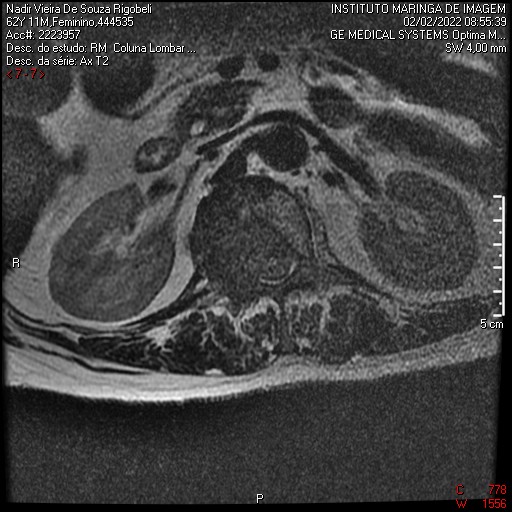 Nadir Vieira De Souza Rigobeli
62Y 11M,Feminino,444535
Acc#: 2223957
Desc. do estudo: RM Coluna Lombar ...
Desc. da série: Ax T2
<7-7>
INSTITUTO MARINGA DE IMAGEM
02/02/2022 08:55:39
GE MEDICAL SYSTEMS Optima M...
SW 4,00 mm
R
5 cm
P
C 778
W 1556